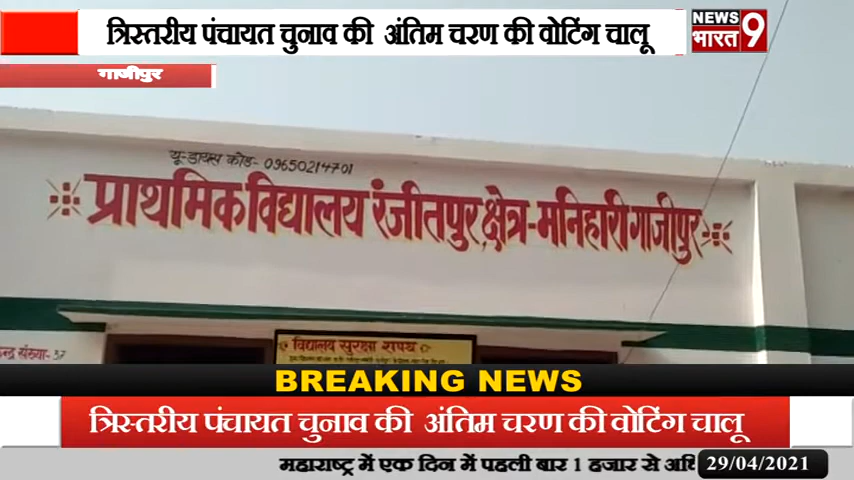 त्रिस्तरीय पंचायत चुनाव की अंतिम चरण की वोटिंग चालू
NEWS 9
भारत
गाजीपुर
यू-डायस कोड- 09650214701
प्राथमिक विद्यालय रंजीतपुर, क्षेत्र-मनिहारी गाजीपुर
संख्या-37
विद्यालय सुरक्षा शपथ
BREAKING NEWS
त्रिस्तरीय पंचायत चुनाव की अंतिम चरण की वोटिंग चालू
महाराष्ट्र में एक दिन में पहली बार 1 हजार से
29/04/2021